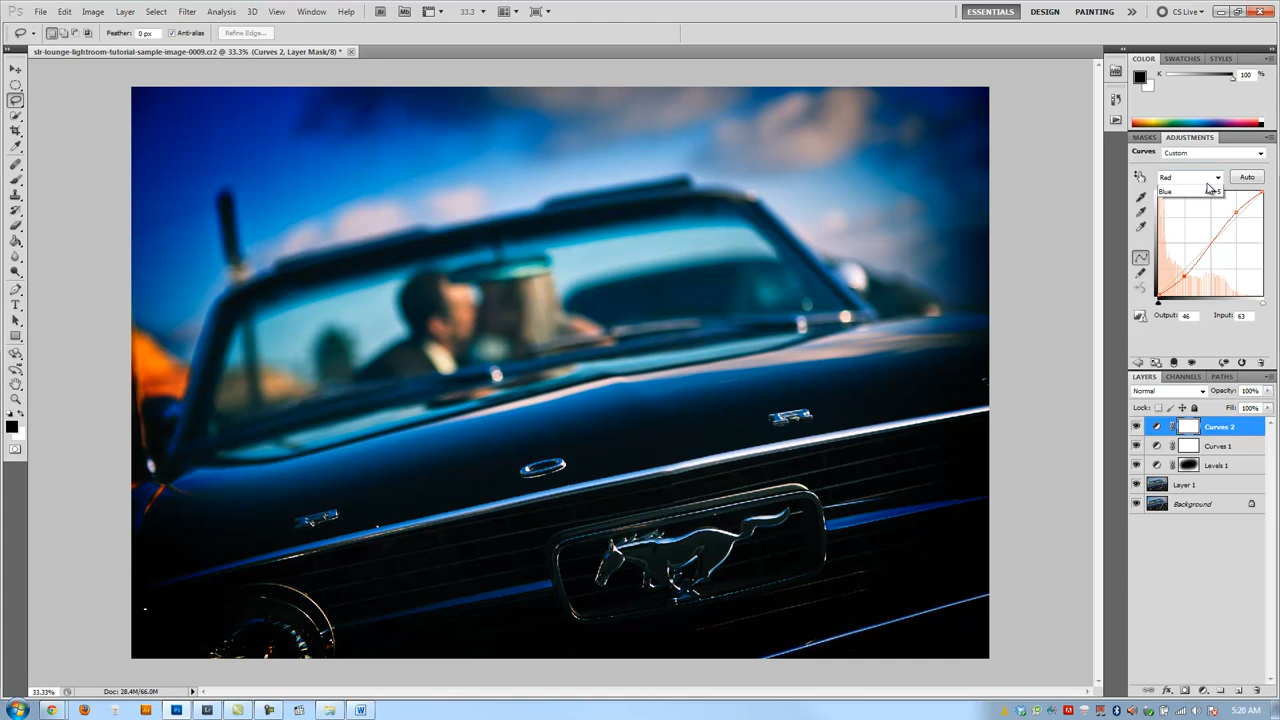 Ps File Edit Image Layer Select Filter Analysis 3D View Window Help Br Mb 33.3 ESSENTIALS DESIGN PAINTING CS Live
Feather: 0 px Anti-alias Refine Edge...
slr-lounge-lightroom-tutorial-sample-image-0009.cr2 @ 33.3% (Curves 2, Layer Mask/8) *
COLOR SWATCHES STYLES
K 100 %
MASKS ADJUSTMENTS
Curves Custom
Red Auto
Blue
Output: 46 Input: 63
LAYERS CHANNELS PATHS
Normal Opacity: 100%
Lock: Fill: 100%
Curves 2
Curves 1
Levels 1
Layer 1
Background
33.33% Doc: 28.4M/66.0M
5:20 AM